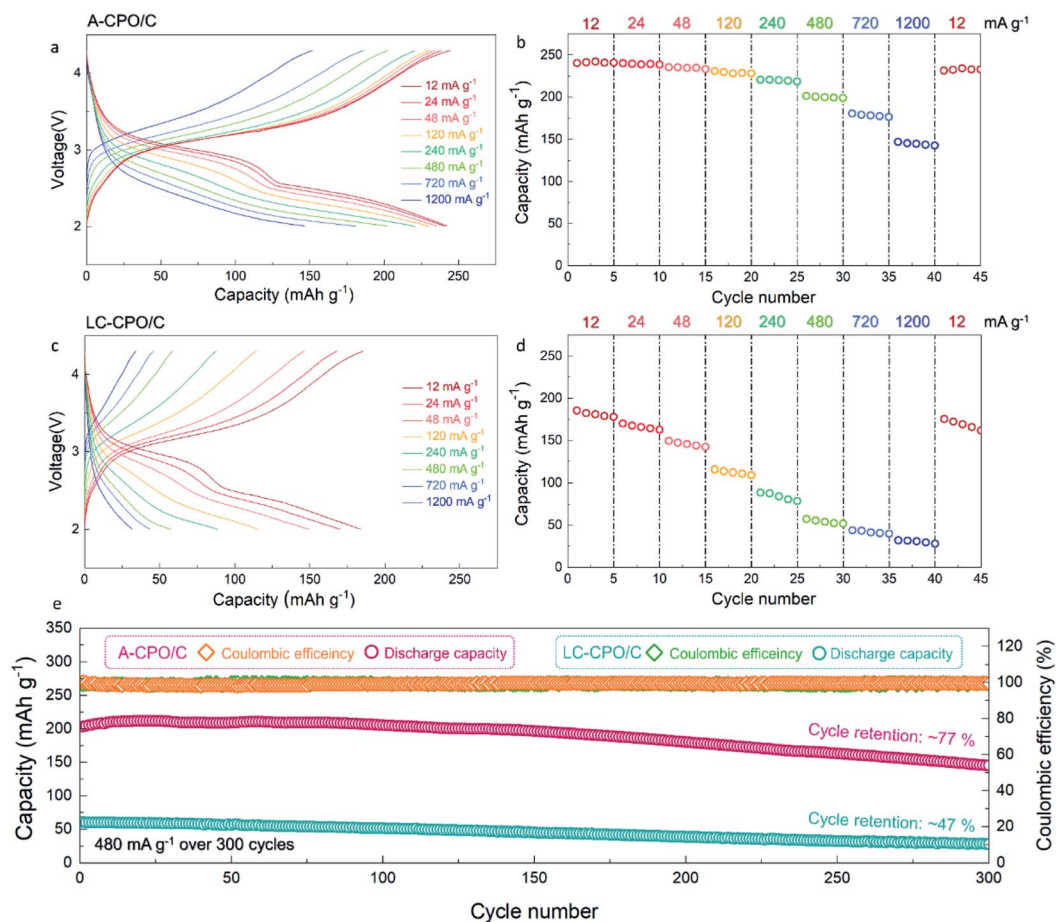 A-CPO/C
a
Voltage(V)
4
3
2
12 mA g-1
24 mA g-1
48 mA g-1
120 mA g-1
240 mA g-1
480 mA g-1
720 mA g-1
1200 mA g-1
0 50 100 150 200 250
Capacity (mAh g-1)
b
12 24 48 120 240 480 720 1200 12 mA g-1
Capacity (mAh g-1)
250
200
150
100
50
0
0 5 10 15 20 25 30 35 40 45
Cycle number
LC-CPO/C
c
Voltage(V)
4
3
2
12 mA g-1
24 mA g-1
48 mA g-1
120 mA g-1
240 mA g-1
480 mA g-1
720 mA g-1
1200 mA g-1
0 50 100 150 200 250
Capacity (mAh g-1)
d
12 24 48 120 240 480 720 1200 12 mA g-1
Capacity (mAh g-1)
250
200
150
100
50
0
0 5 10 15 20 25 30 35 40 45
Cycle number
e
Capacity (mAh g-1)
350
300
250
200
150
100
50
0
A-CPO/C Coulombic efficeincy Discharge capacity
LC-CPO/C Coulombic efficeincy Discharge capacity
Cycle retention: ~77 %
Cycle retention: ~47 %
480 mA g-1 over 300 cycles
120
100
80
60
40
20
0
Coulombic efficiency (%)
0 50 100 150 200 250 300
Cycle number